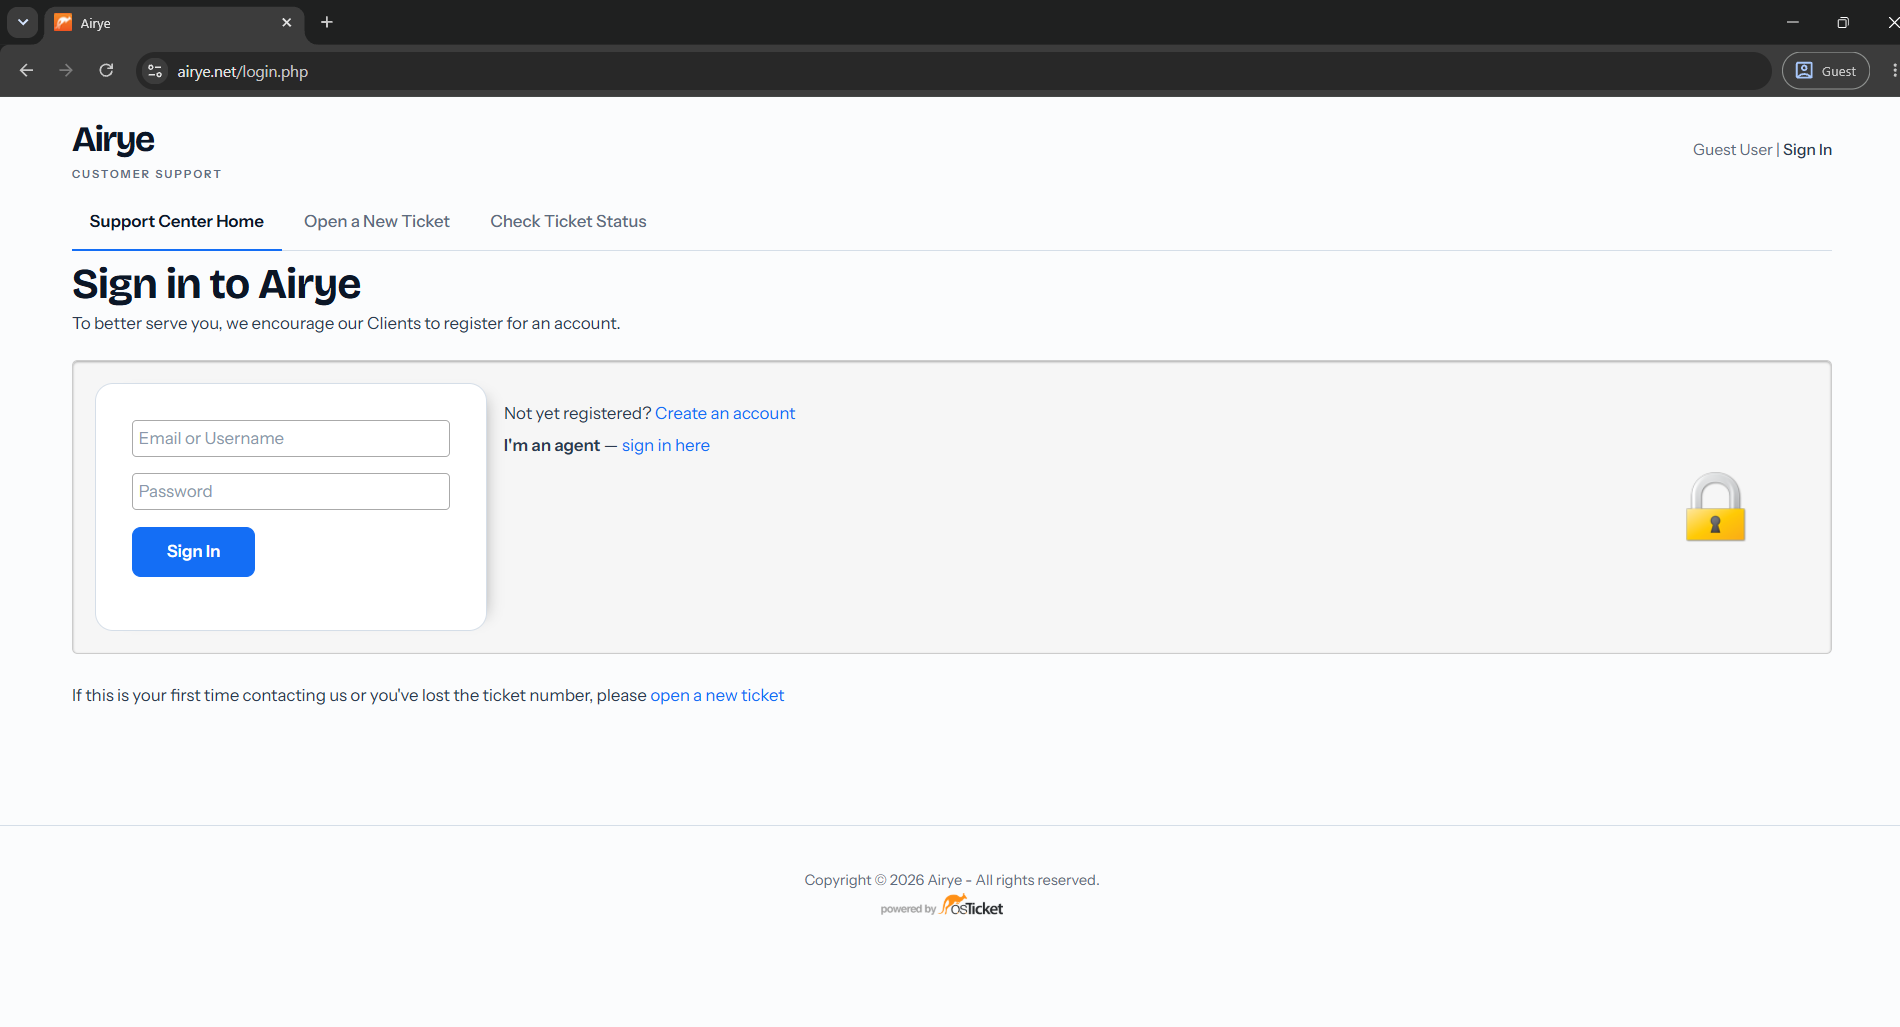 Airye
airye.net/login.php
Guest
Airye
CUSTOMER SUPPORT
Guest User | Sign In
Support Center Home
Open a New Ticket
Check Ticket Status
Sign in to Airye
To better serve you, we encourage our Clients to register for an account.
Email or Username
Password
Sign In
Not yet registered? Create an account
I'm an agent — sign in here
If this is your first time contacting us or you've lost the ticket number, please open a new ticket
Copyright © 2026 Airye - All rights reserved.
powered by osTicket